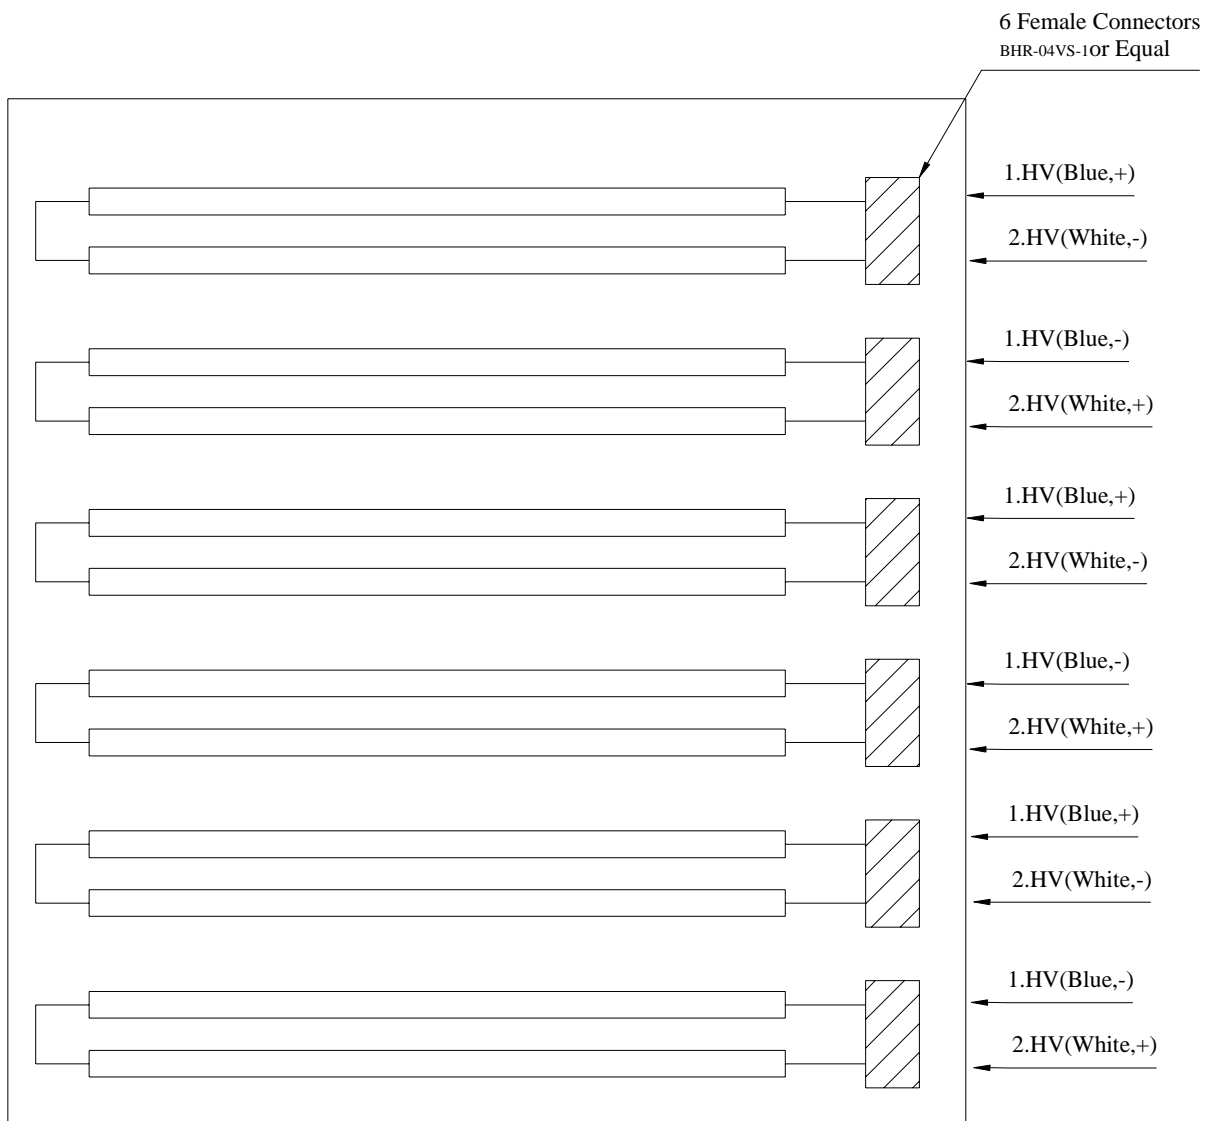 6 Female Connectors
BHR-04VS-1or Equal
1.HV(Blue,+)
2.HV(White,-)
1.HV(Blue,-)
2.HV(White,+)
1.HV(Blue,+)
2.HV(White,-)
1.HV(Blue,-)
2.HV(White,+)
1.HV(Blue,+)
2.HV(White,-)
1.HV(Blue,-)
2.HV(White,+)